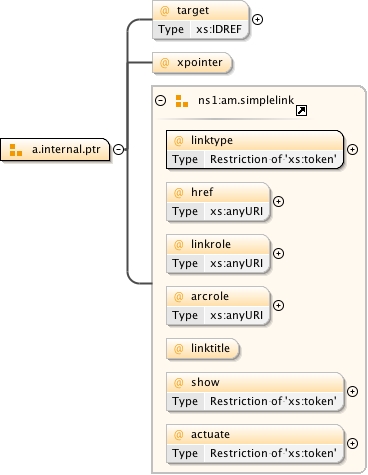 @ target
Type xs:IDREF
@ xpointer
ns1:am.simplelink
a.internal.ptr
@ linktype
Type Restriction of 'xs:token'
@ href
Type xs:anyURI
@ linkrole
Type xs:anyURI
@ arcrole
Type xs:anyURI
@ linktitle
@ show
Type Restriction of 'xs:token'
@ actuate
Type Restriction of 'xs:token'